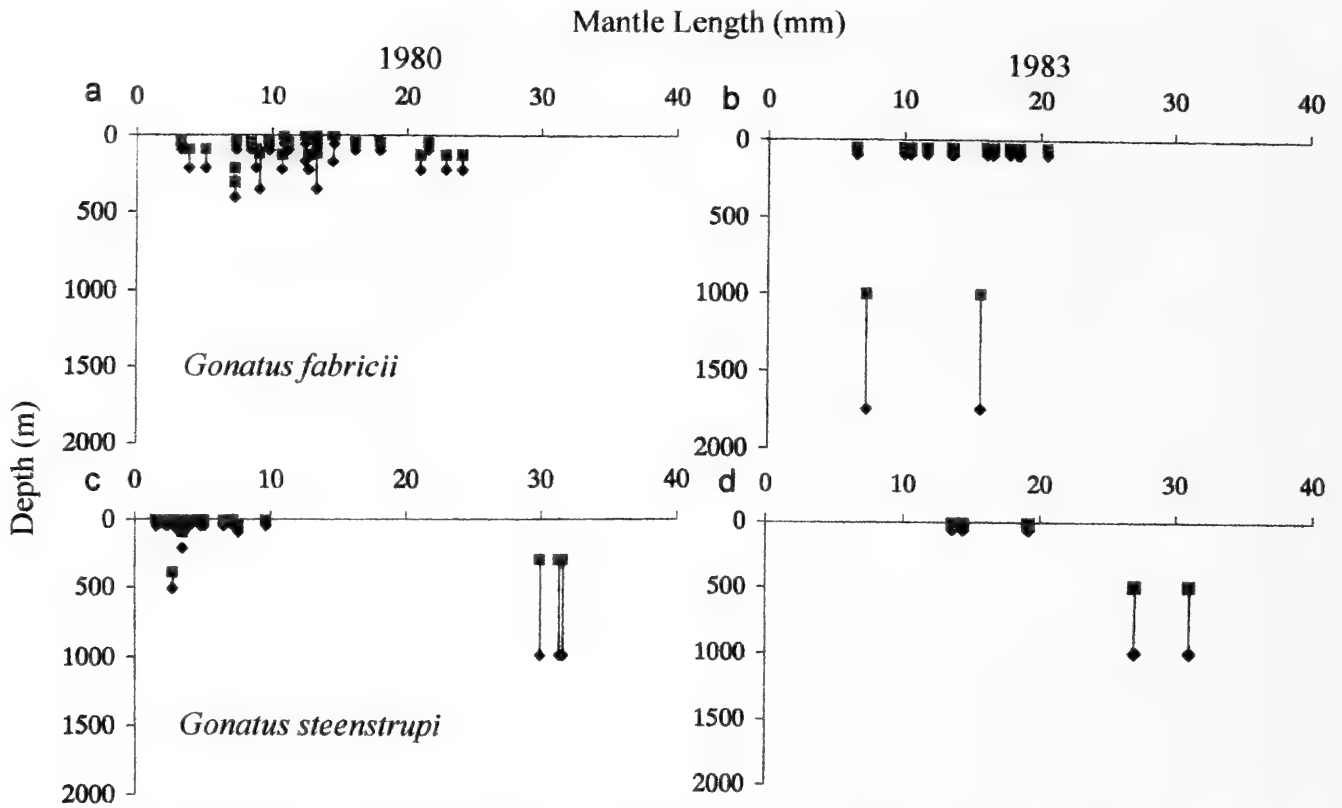 Mantle Length (mm)
1980
1983
a 0 10 20 30 40
b 0 10 20 30 40
0
500
1000
1500
2000
Gonatus fabricii
0
500
1000
1500
2000
Depth (m)
c 0 10 20 30 40
d 0 10 20 30 40
0
500
1000
1500
2000
Gonatus steenstrupi
0
500
1000
1500
2000